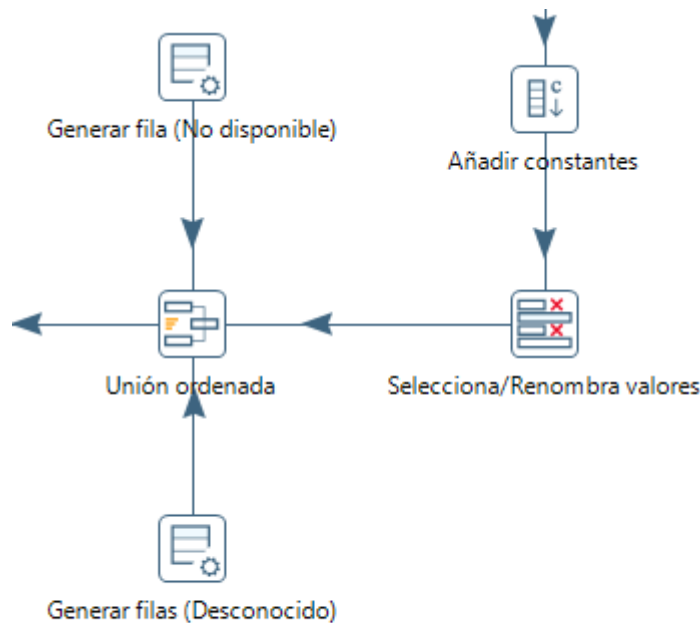 Generar fila (No disponible)
C
Añadir constantes
Unión ordenada
Selecciona/Renombra valores
Generar filas (Desconocido)